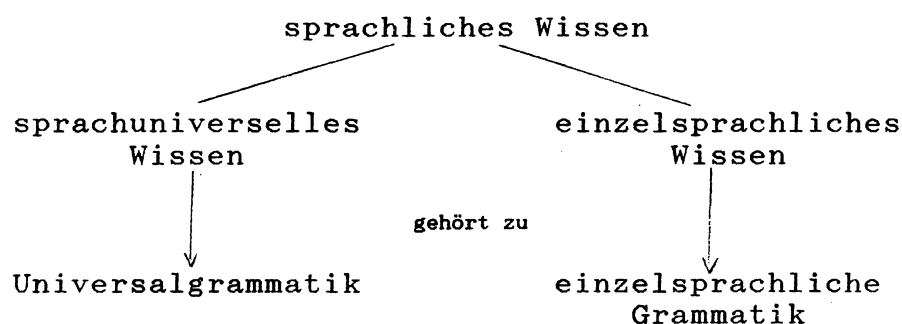 sprachliches Wissen
sprachuniverselles einzelsprachliches
Wissen Wissen
gehört zu
Universalgrammatik einzelsprachliche
Grammatik